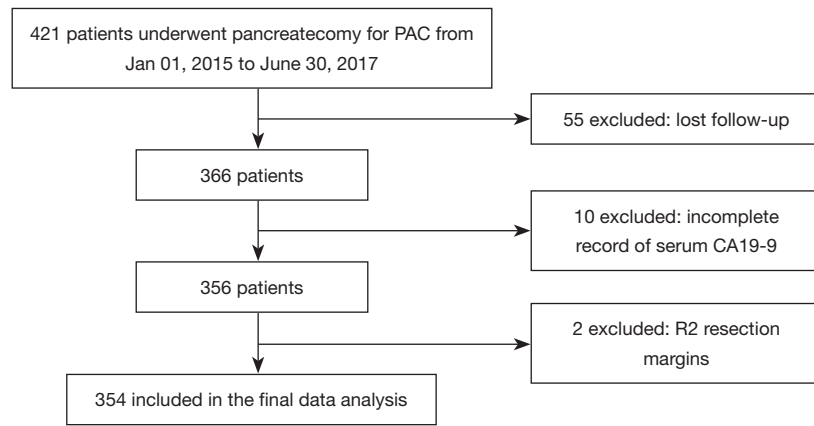 421 patients underwent pancreatecomy for PAC from
Jan 01, 2015 to June 30, 2017
55 excluded: lost follow-up
366 patients
10 excluded: incomplete
record of serum CA19-9
356 patients
2 excluded: R2 resection
margins
354 included in the final data analysis